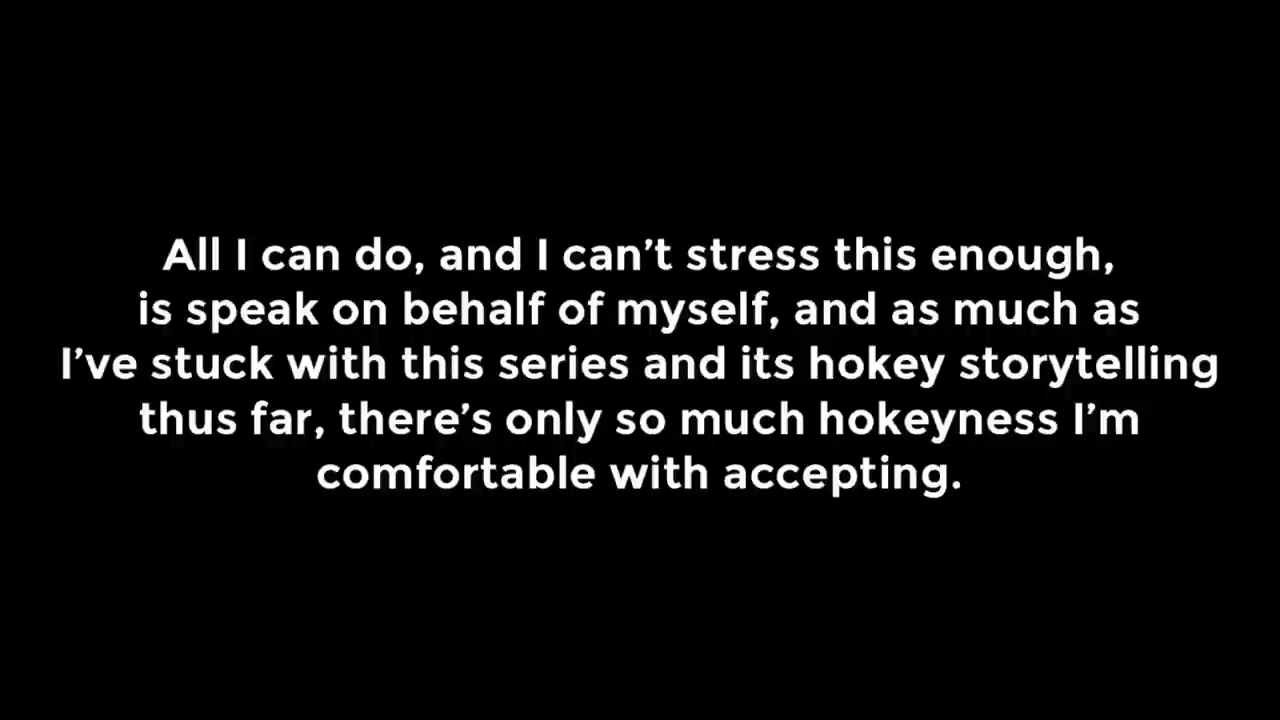 All I can do, and I can’t stress this enough,
is speak on behalf of myself, and as much as
I’ve stuck with this series and its hokey storytelling
thus far, there’s only so much hokeyness I’m
comfortable with accepting.